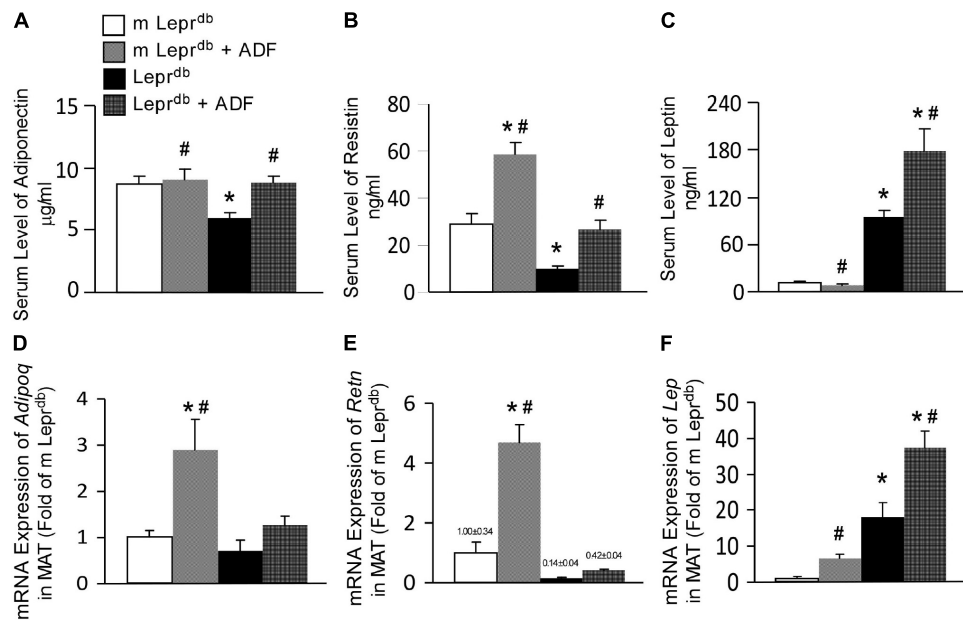 A
m Lepr^db
m Lepr^db + ADF
Lepr^db
Lepr^db + ADF
Serum Level of Adiponectin
µg/ml
15
10
5
0
#
*
#
B
Serum Level of Resistin
ng/ml
80
60
40
20
0
* #
*
#
C
Serum Level of Leptin
ng/ml
240
180
120
60
0
#
*
* #
D
mRNA Expression of Adipoq
in MAT (Fold of m Lepr^db)
4
3
2
1
0
* #
E
mRNA Expression of Retn
in MAT (Fold of m Lepr^db)
6
4
2
0
1.00±0.34
* #
0.14±0.04
0.42±0.04
F
mRNA Expression of Lep
in MAT (Fold of m Lepr^db)
50
40
30
20
10
0
#
*
* #